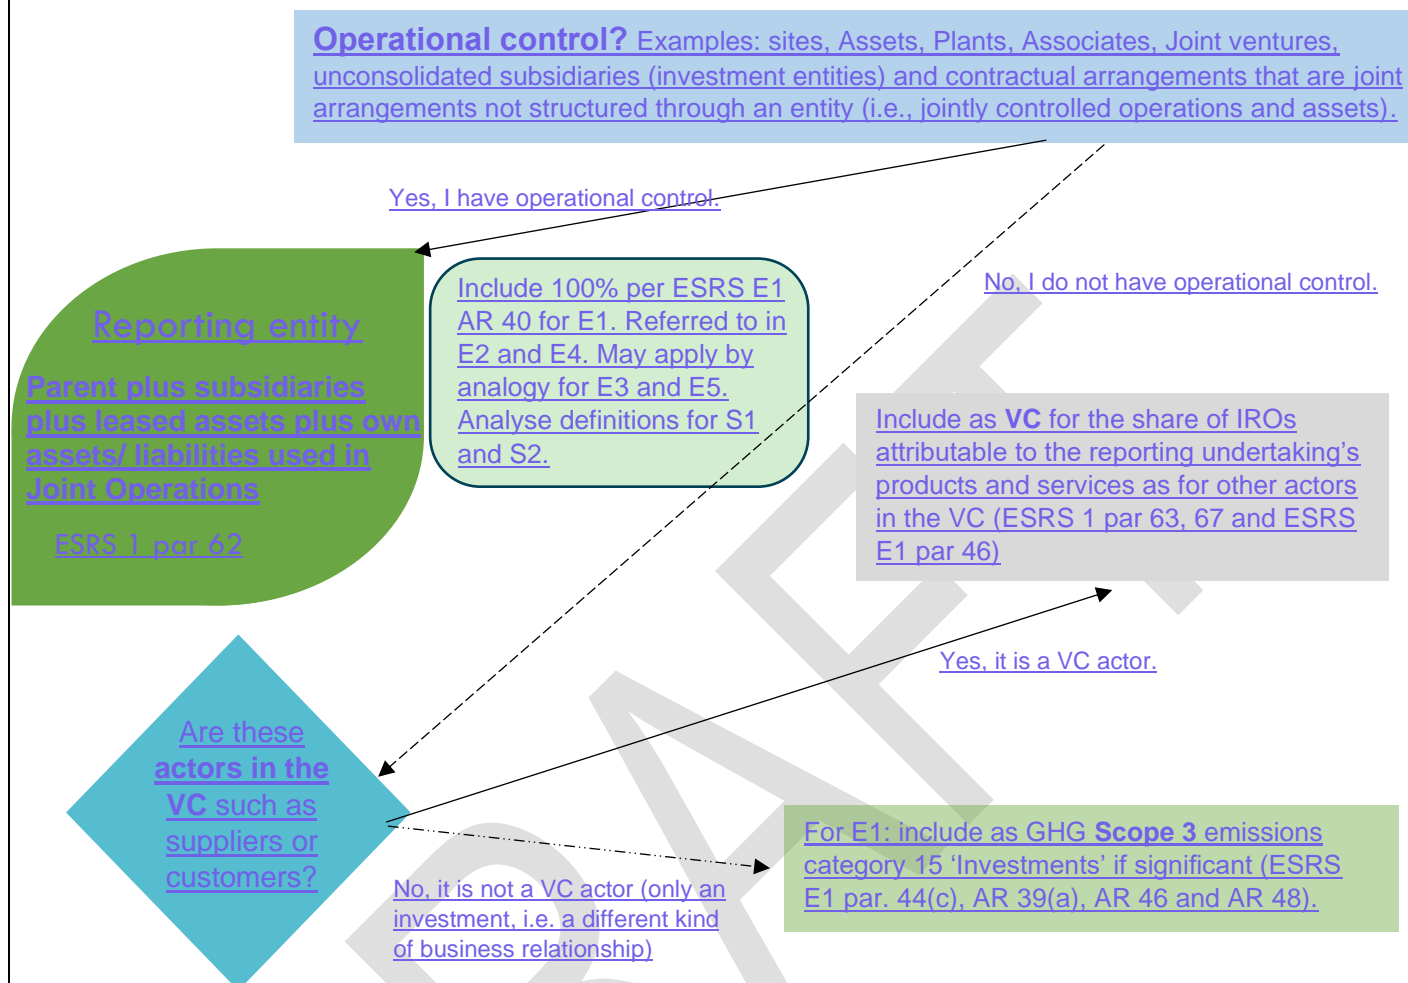 Operational control? Examples: sites, Assets, Plants, Associates, Joint ventures,
unconsolidated subsidiaries (investment entities) and contractual arrangements that are joint
arrangements not structured through an entity (i.e., jointly controlled operations and assets).
Yes, I have operational control.
No, I do not have operational control.
Reporting entity
Parent plus subsidiaries
plus leased assets plus own
assets/ liabilities used in
Joint Operations
ESRS 1 par 62
Include 100% per ESRS E1
AR 40 for E1. Referred to in
E2 and E4. May apply by
analogy for E3 and E5.
Analyse definitions for S1
and S2.
Include as VC for the share of IROs
attributable to the reporting undertaking’s
products and services as for other actors
in the VC (ESRS 1 par 63, 67 and ESRS
E1 par 46)
Yes, it is a VC actor.
Are these
actors in the
VC such as
suppliers or
customers?
No, it is not a VC actor (only an
investment, i.e. a different kind
of business relationship)
For E1: include as GHG Scope 3 emissions
category 15 ‘Investments’ if significant (ESRS
E1 par. 44(c), AR 39(a), AR 46 and AR 48).
DRAFT